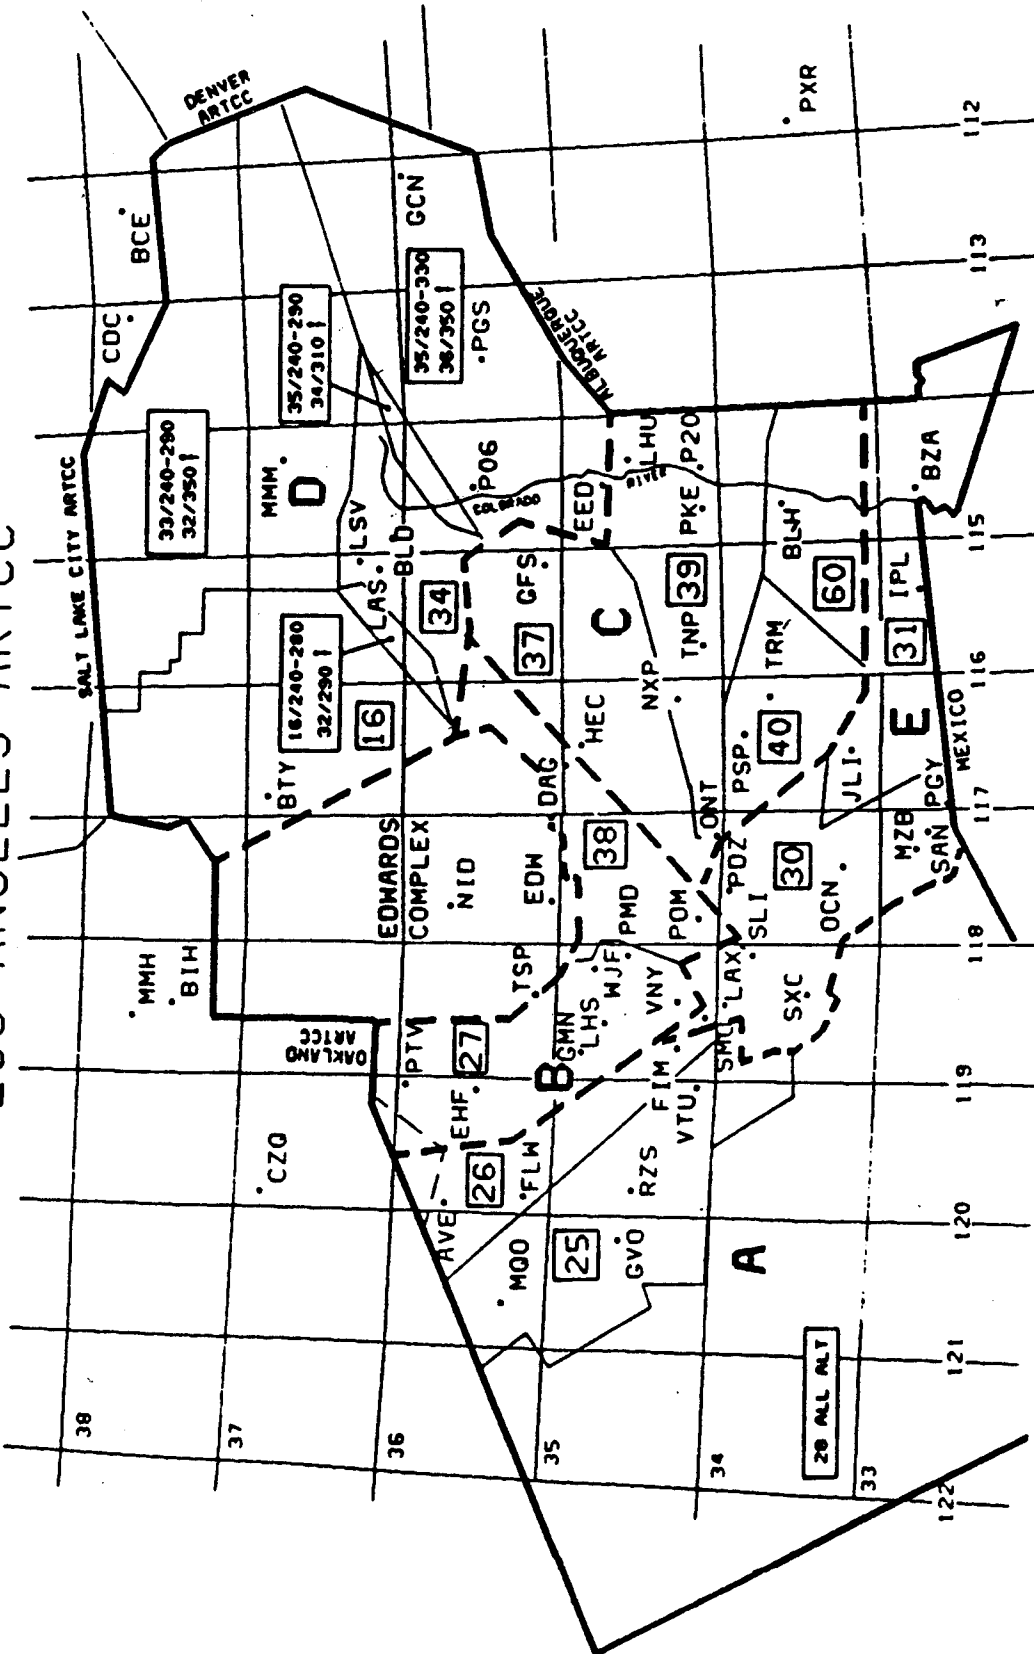 LOS ANGELES ARTCC
SALT LAKE CITY ARTCC
DENVER
ARTCC
OAKLAND
ARTCC
ALBUQUERQUE
ARTCC
MEXICO
38
37
36
35
34
33
122
121
120
119
118
117
116
115
113
112
CZQ
MMH
BIH
BTY
MMM
CDC
BCE
33/240-290
32/350↑
16/240-280
32/290↑
35/240-290
34/310↑
35/240-330
36/350↑
D
16
LAS
LSV
BLD
34
GCN
PGS
P06
EDWARDS
COMPLEX
NID
EDW
TSP
PTV
27
EHF
26
AVE
FLW
MQO
25
GVO
RZS
A
28 ALL ALT
B
GMN
LHS
WJF
PMD
38
DAG
HEC
37
GFS
C
EED
COLORADO
RIVER
LHU
P20
PKE
39
TNP
NXP
FIM
VTU
VNY
POM
SMO
LAX
SLI
PDZ
ONT
PSP
40
TRM
BLH
60
SXC
OCN
30
JLI
MZB
SAN
PGY
E
31
IPL
BZA
PXR